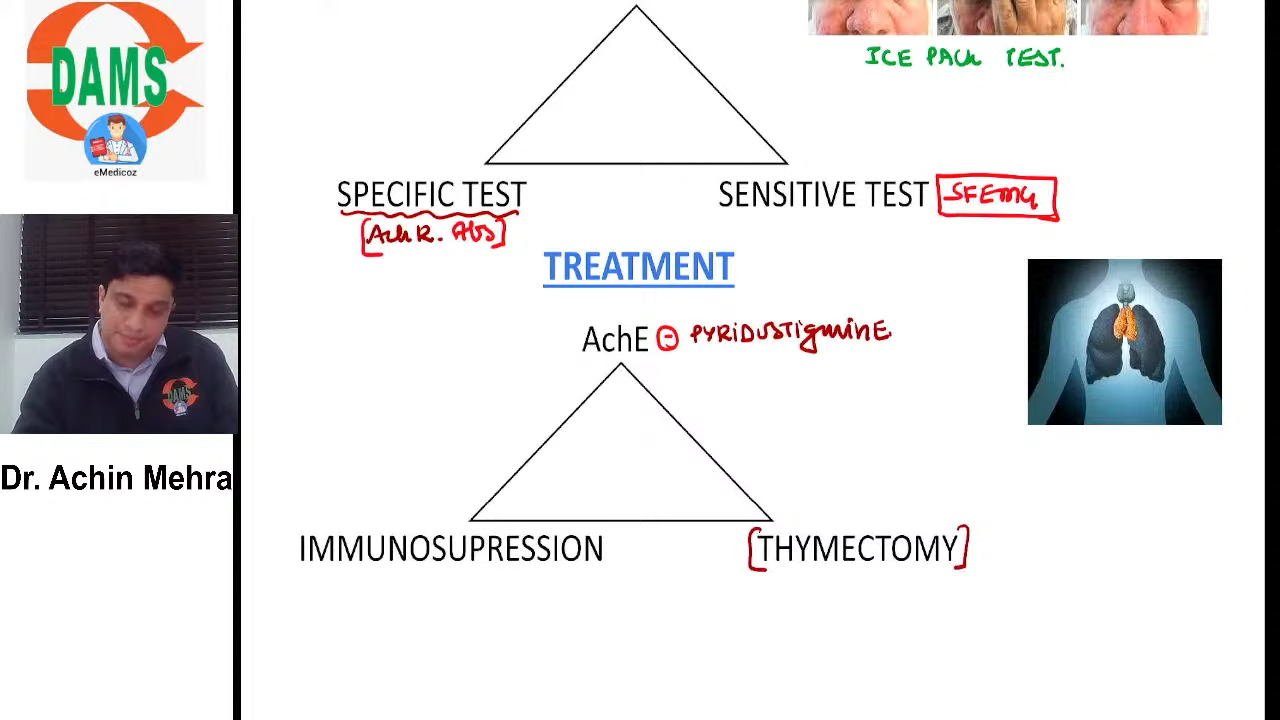 DAMS
eMedicoz
ICE PACK TEST.
SPECIFIC TEST
SENSITIVE TEST SFEMG
[AchR. Abs]
TREATMENT
AchE ⊖ PYRIDOSTigminE
IMMUNOSUPRESSION
[THYMECTOMY]
DAMS
Dr. Achin Mehra